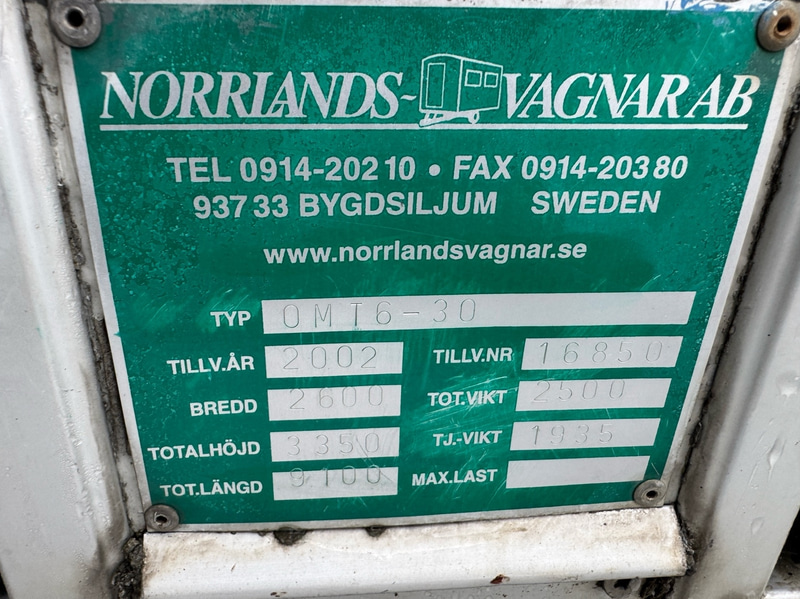 NORRLANDS-VAGNAR AB
TEL 0914-202 10 • FAX 0914-203 80
937 33 BYGDSILJUM SWEDEN
www.norrlandsvagnar.se
TYP OMT6-30
TILLV.ÅR 2002 TILLV.NR 16850
BREDD 2600 TOT.VIKT 2500
TOTALHÖJD 3350 TJ.-VIKT 1935
TOT.LÄNGD 9100 MAX.LAST